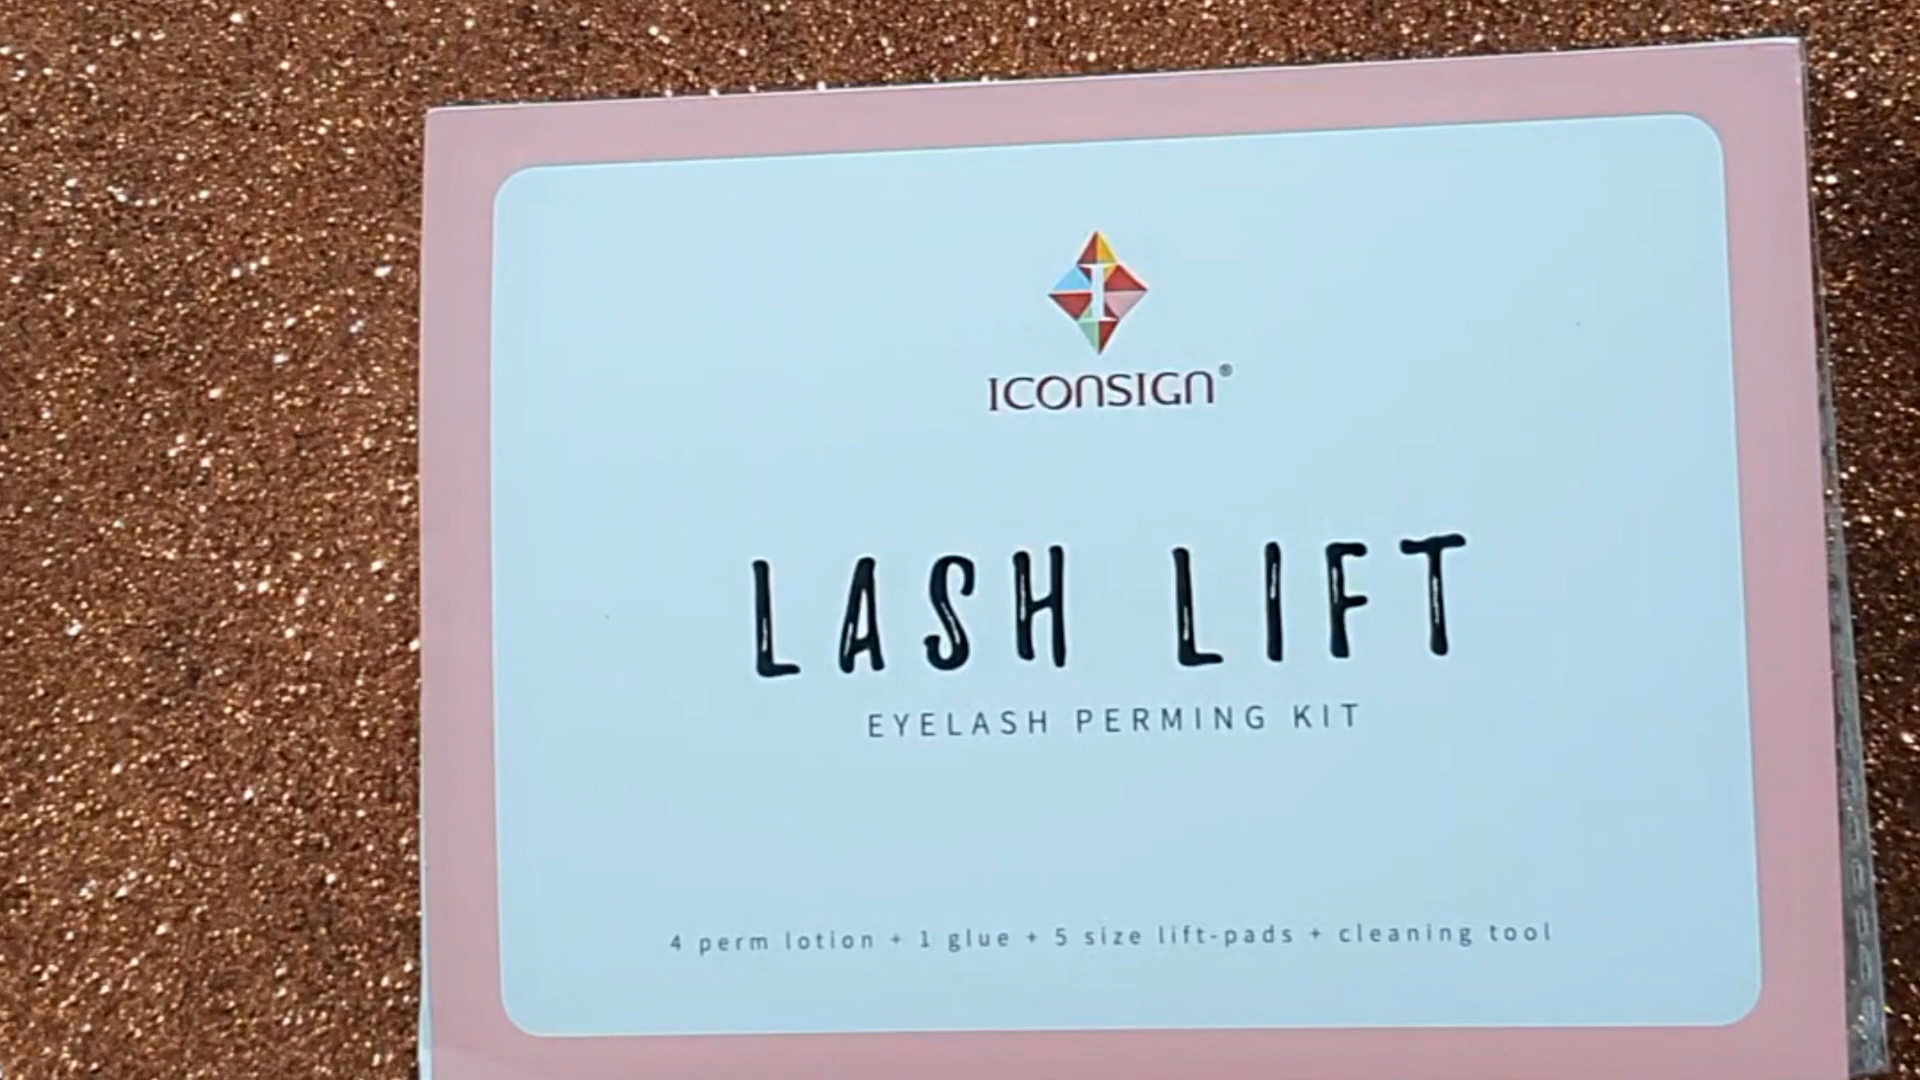 ICONSIGN®
LASH LIFT
EYELASH PERMING KIT
4 perm lotion + 1 glue + 5 size lift-pads + cleaning tool